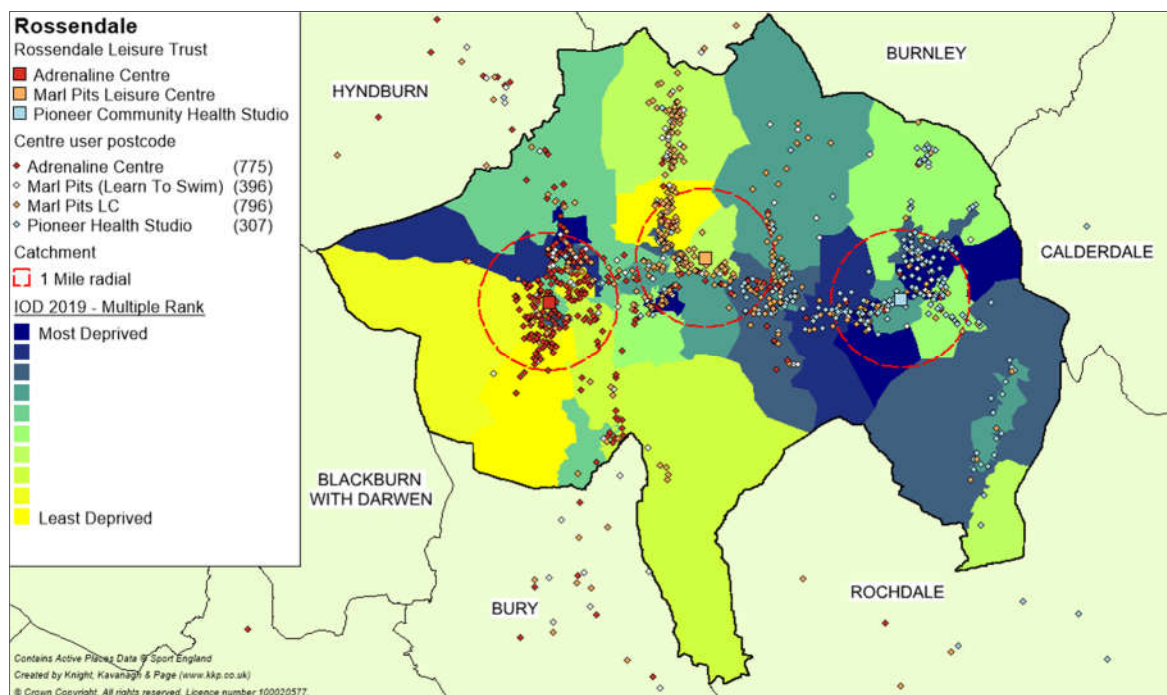 Rossendale
Rossendale Leisure Trust
Adrenaline Centre
Marl Pits Leisure Centre
Pioneer Community Health Studio
Centre user postcode
Adrenaline Centre (775)
Marl Pits (Learn To Swim) (396)
Marl Pits LC (796)
Pioneer Health Studio (307)
Catchment
1 Mile radial
IOD 2019 - Multiple Rank
Most Deprived
Least Deprived
Contains Active Places Data @ Sport England
Created by Knight, Kavanagh & Page (www.kkp.co.uk)
© Crown Copyright. All rights reserved. Licence number 100020577.
BURNLEY
HYNDBURN
CALDERDALE
BLACKBURN
WITH DARWEN
ROCHDALE
BURY